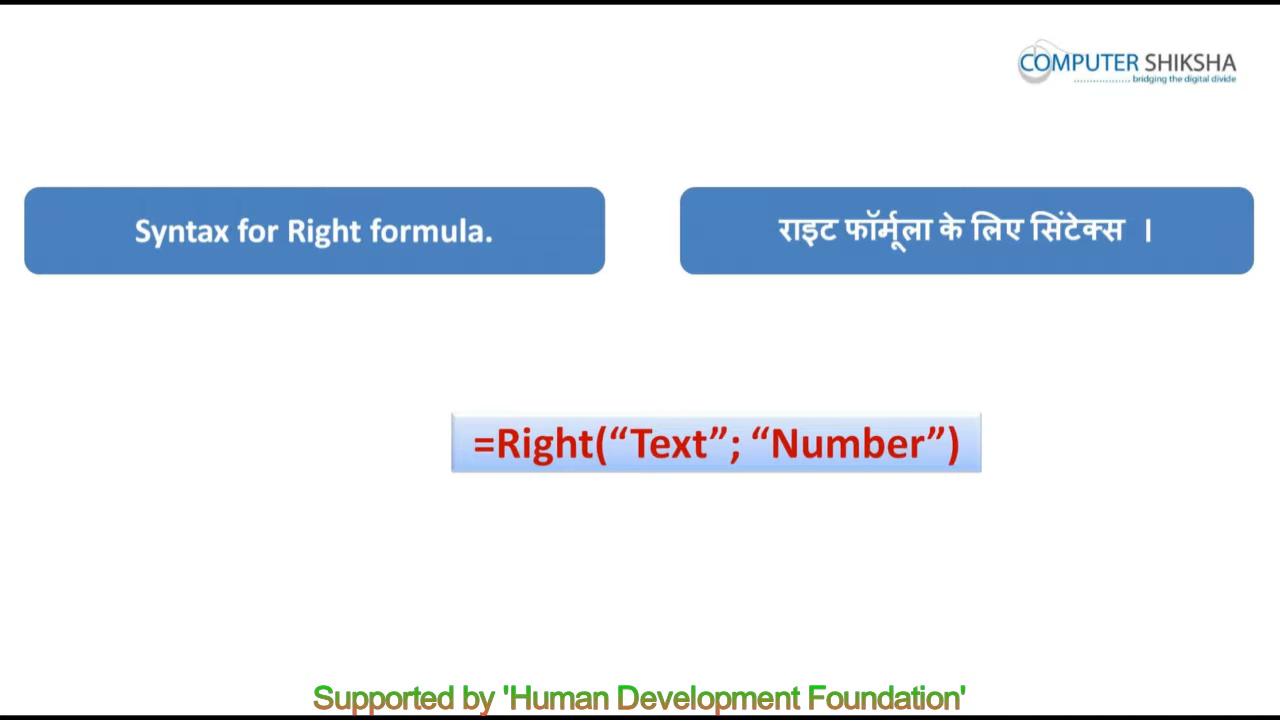 COMPUTER SHIKSHA
.................. bridging the digital divide
Syntax for Right formula.
राइट फॉर्मूला के लिए सिंटेक्स ।
=Right(“Text”; “Number”)
Supported by 'Human Development Foundation'